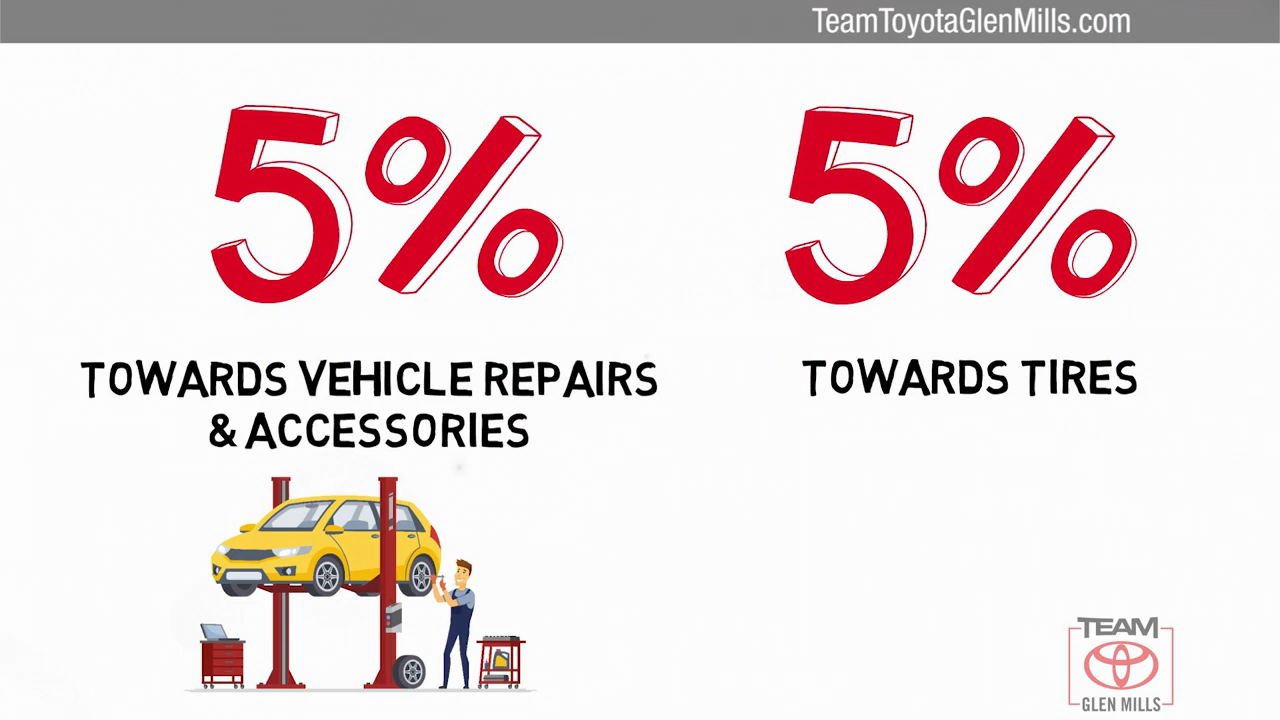 TeamToyotaGlenMills.com
5%
5%
TOWARDS VEHICLE REPAIRS
& ACCESSORIES
TOWARDS TIRES
TEAM
GLEN MILLS